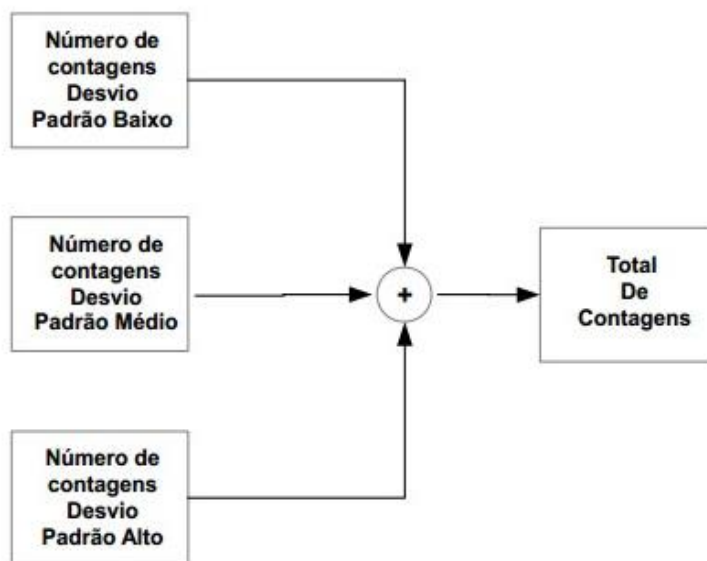 Número de
contagens
Desvio
Padrão Baixo
Número de
contagens
Desvio
Padrão Médio
+
Total
De
Contagens
Número de
contagens
Desvio
Padrão Alto